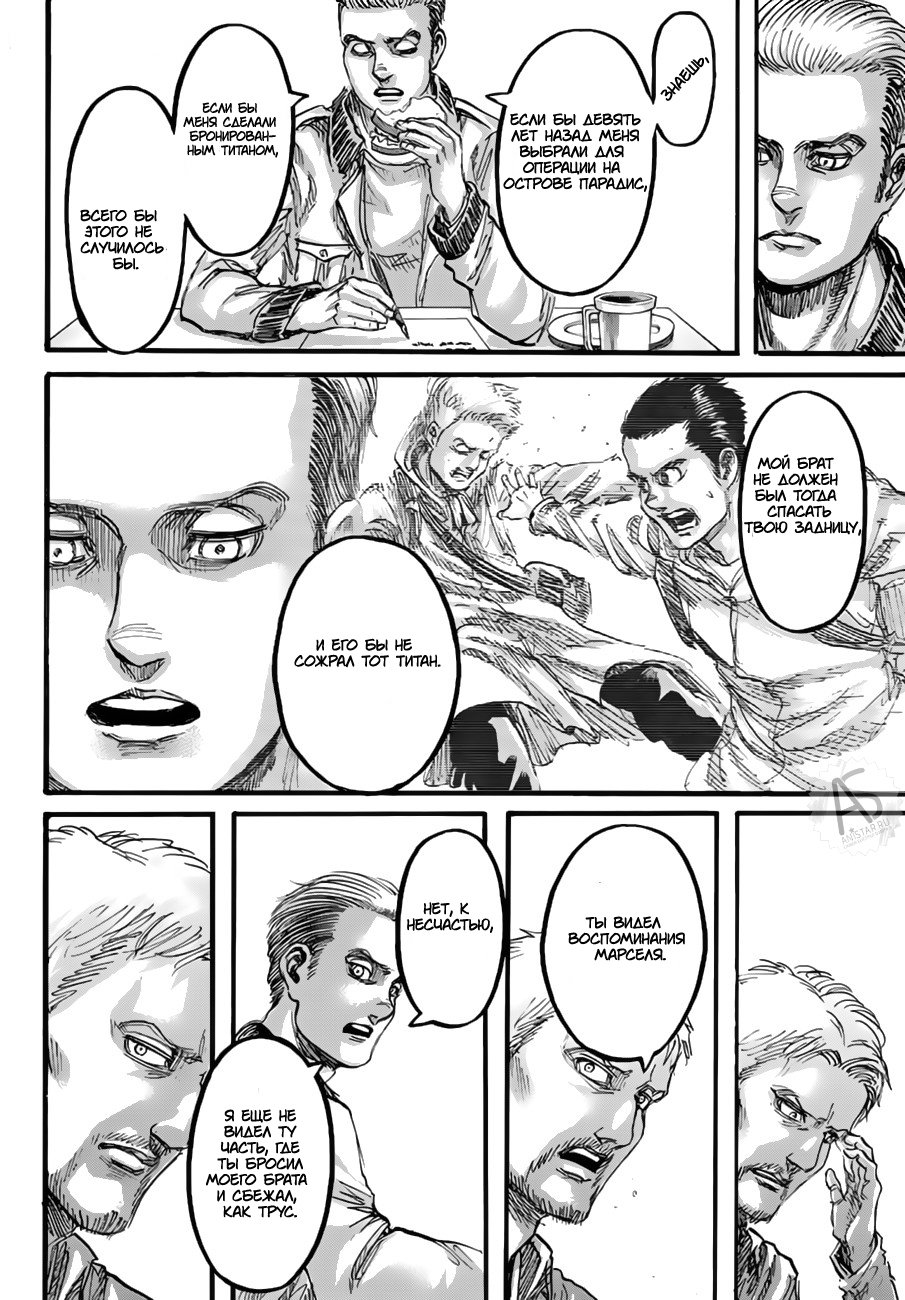 ЗНАЕШЬ,
ЕСЛИ БЫ ДЕВЯТЬ
ЛЕТ НАЗАД МЕНЯ
ВЫБРАЛИ ДЛЯ
ОПЕРАЦИИ НА
ОСТРОВЕ ПАРАДИС,
ЕСЛИ БЫ
МЕНЯ СДЕЛАЛИ
БРОНИРОВАН-
НЫМ ТИТАНОМ,
ВСЕГО БЫ
ЭТОГО НЕ
СЛУЧИЛОСЬ
БЫ.
МОЙ БРАТ
НЕ ДОЛЖЕН
БЫЛ ТОГДА
СПАСАТЬ
ТВОЮ ЗАДНИЦУ,
И ЕГО БЫ НЕ
СОЖРАЛ ТОТ ТИТАН.
ТЫ ВИДЕЛ
ВОСПОМИНАНИЯ
МАРСЕЛЯ.
НЕТ, К
НЕСЧАСТЬЮ,
Я ЕЩЕ НЕ
ВИДЕЛ ТУ
ЧАСТЬ, ГДЕ
ТЫ БРОСИЛ
МОЕГО БРАТА
И СБЕЖАЛ,
КАК ТРУС.
AS
ANISTAR.RU